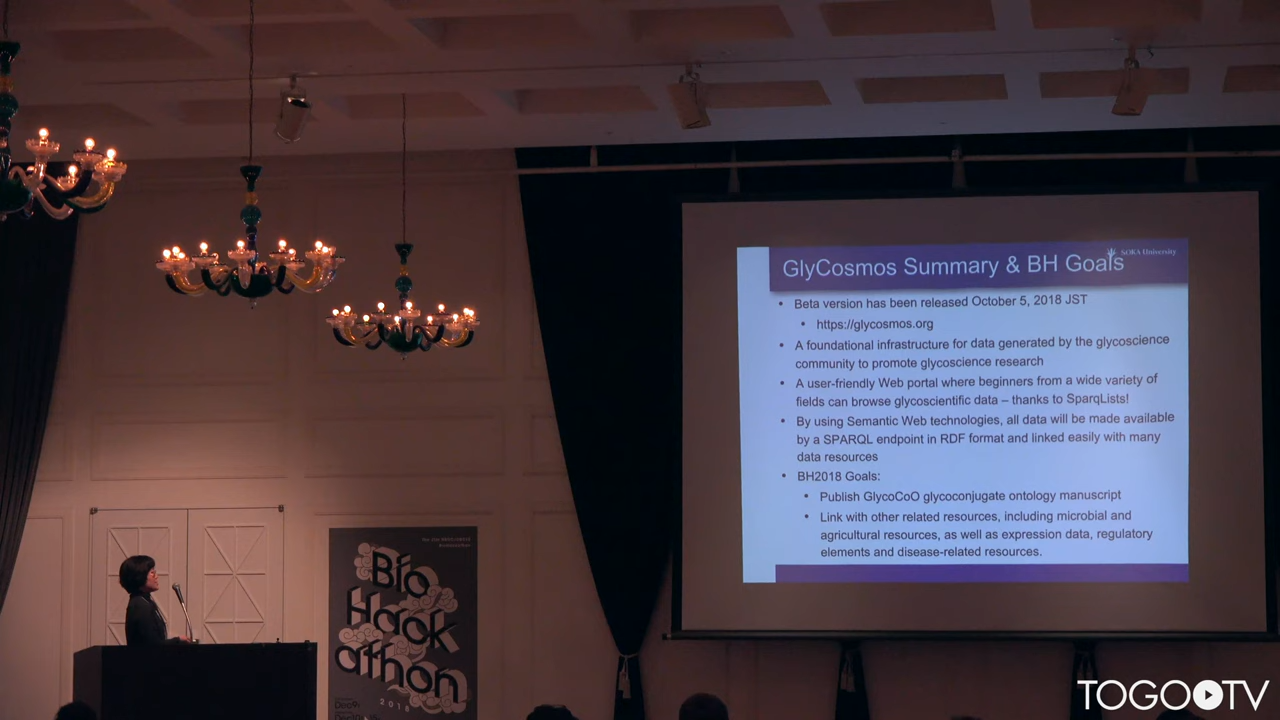 SOKA University
GlyCosmos Summary & BH Goals
• Beta version has been released October 5, 2018 JST
• https://glycosmos.org
• A foundational infrastructure for data generated by the glycoscience
community to promote glycoscience research
• A user-friendly Web portal where beginners from a wide variety of
fields can browse glycoscientific data – thanks to SparqLists!
• By using Semantic Web technologies, all data will be made available
by a SPARQL endpoint in RDF format and linked easily with many
data resources
• BH2018 Goals:
• Publish GlycoCoO glycoconjugate ontology manuscript
• Link with other related resources, including microbial and
agricultural resources, as well as expression data, regulatory
elements and disease-related resources.
Bio
Hack
athon
2018
TOGO TV